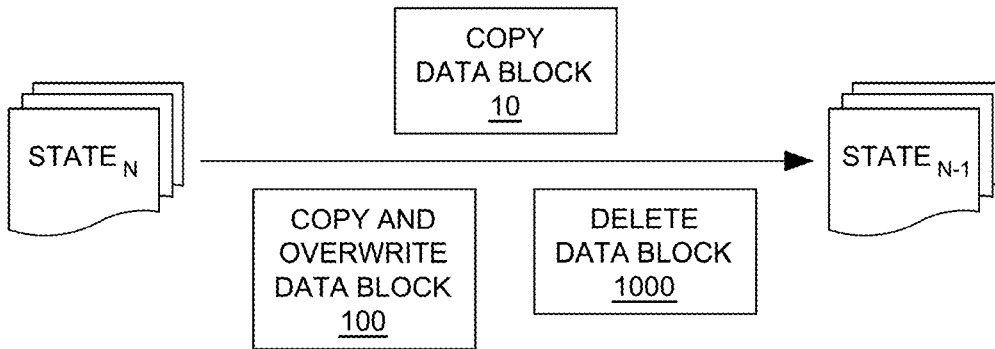 COPY
DATA BLOCK
10
STATE N
STATE N-1
COPY AND
OVERWRITE
DATA BLOCK
100
DELETE
DATA BLOCK
1000